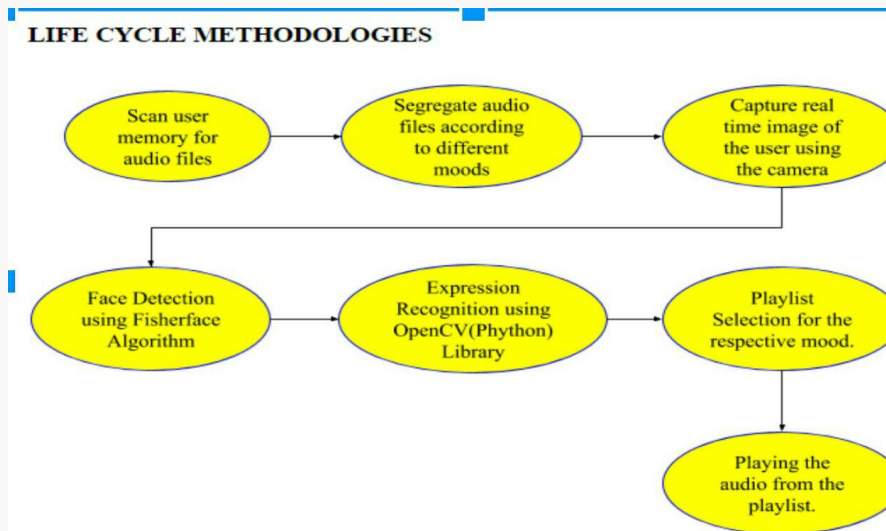 LIFE CYCLE METHODOLOGIES
Scan user
memory for
audio files
Segregate audio
files according
to different
moods
Capture real
time image of
the user using
the camera
Face Detection
using Fisherface
Algorithm
Expression
Recognition using
OpenCV(Phython)
Library
Playlist
Selection for the
respective mood.
Playing the
audio from the
playlist.